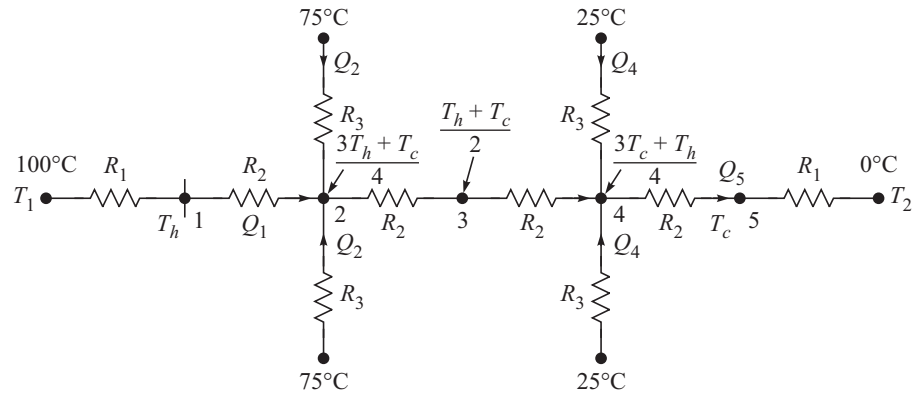 75°C 25°C
Q₂ Q₄
R₃ T_h + T_c R₃
3T_h + T_c 2 3T_c + T_h
100°C R₁ R₂ 4 4 Q₅ R₁ 0°C
T₁ T_h 1 Q₁ 2 R₂ 3 R₂ 4 R₂ T_c 5 T₂
Q₂ Q₄
R₃ R₃
75°C 25°C